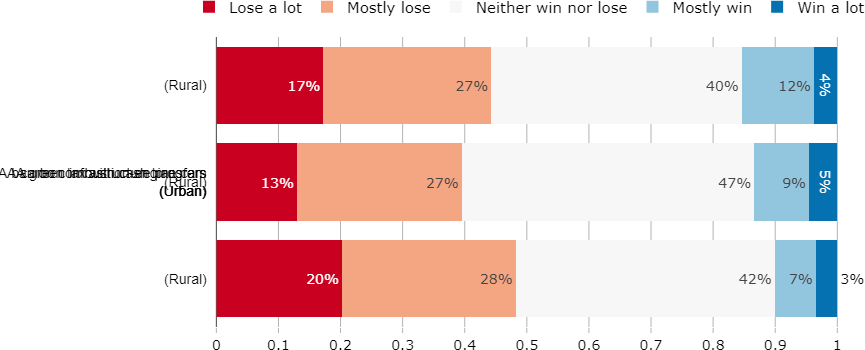 Lose a lot Mostly lose Neither win nor lose Mostly win Win a lot
(Rural) 17% 27% 40% 12% 4%
(Rural) 13% 27% 47% 9% 5%
(Urban)
(Rural) 20% 28% 42% 7% 3%
0 0.1 0.2 0.3 0.4 0.5 0.6 0.7 0.8 0.9 1